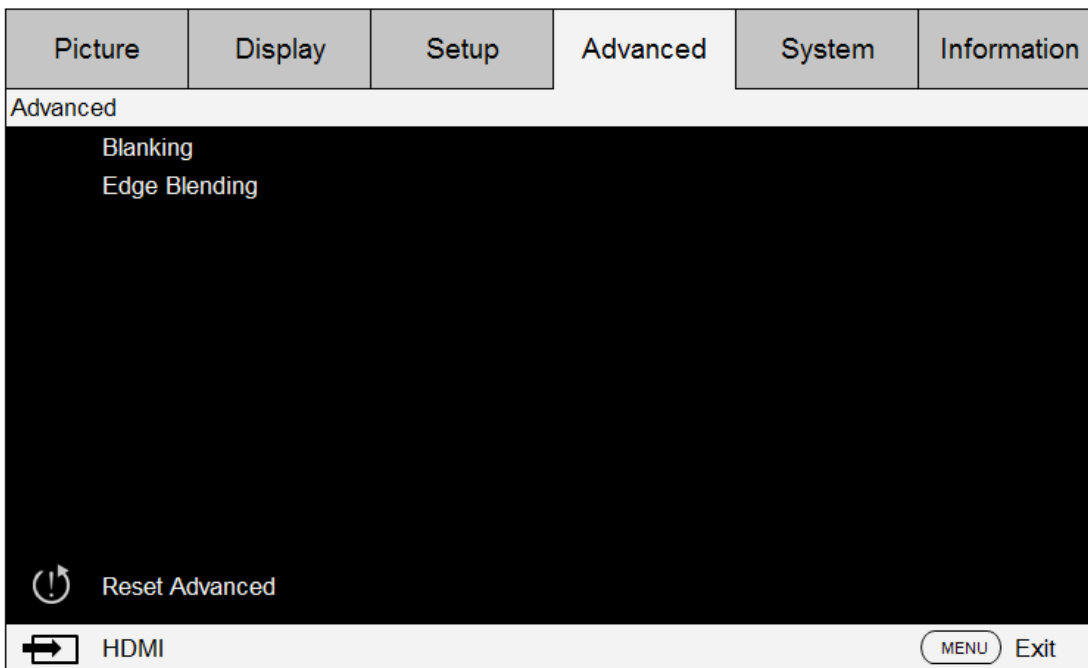 Picture Display Setup Advanced System Information
Advanced
Blanking
Edge Blending
Reset Advanced
HDMI MENU Exit